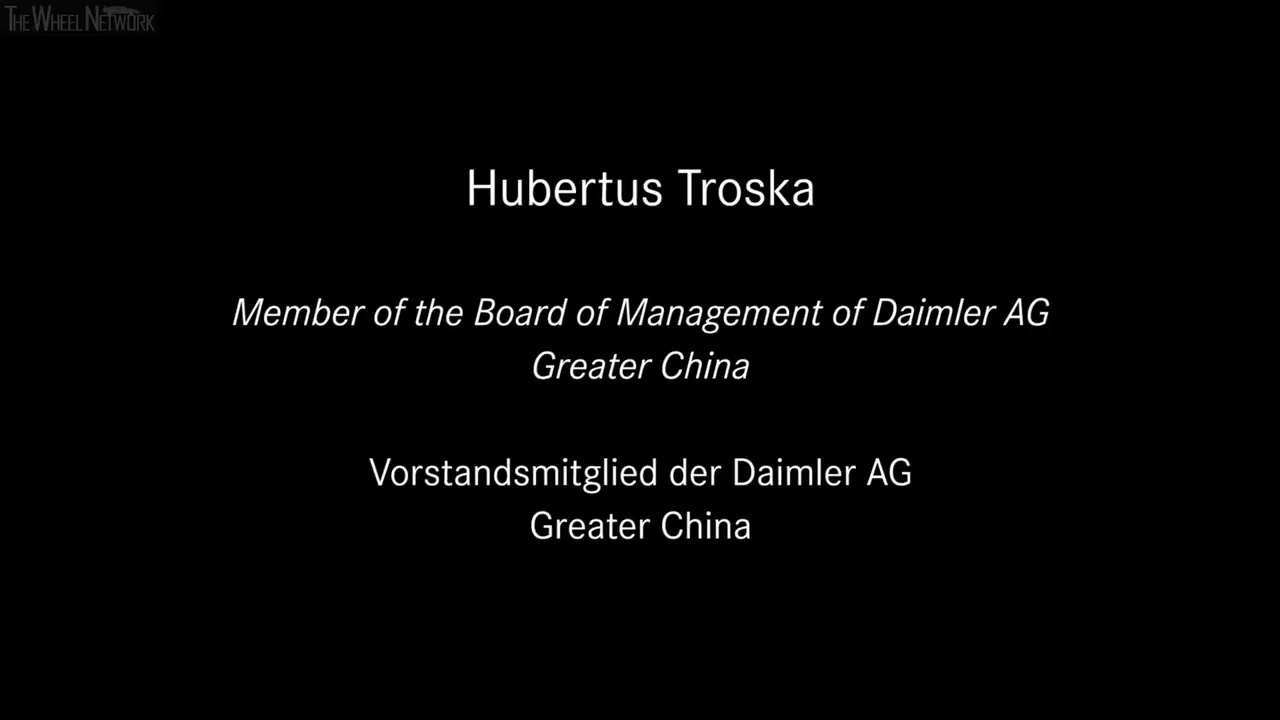 THE WHEEL NETWORK
Hubertus Troska
Member of the Board of Management of Daimler AG
Greater China
Vorstandsmitglied der Daimler AG
Greater China